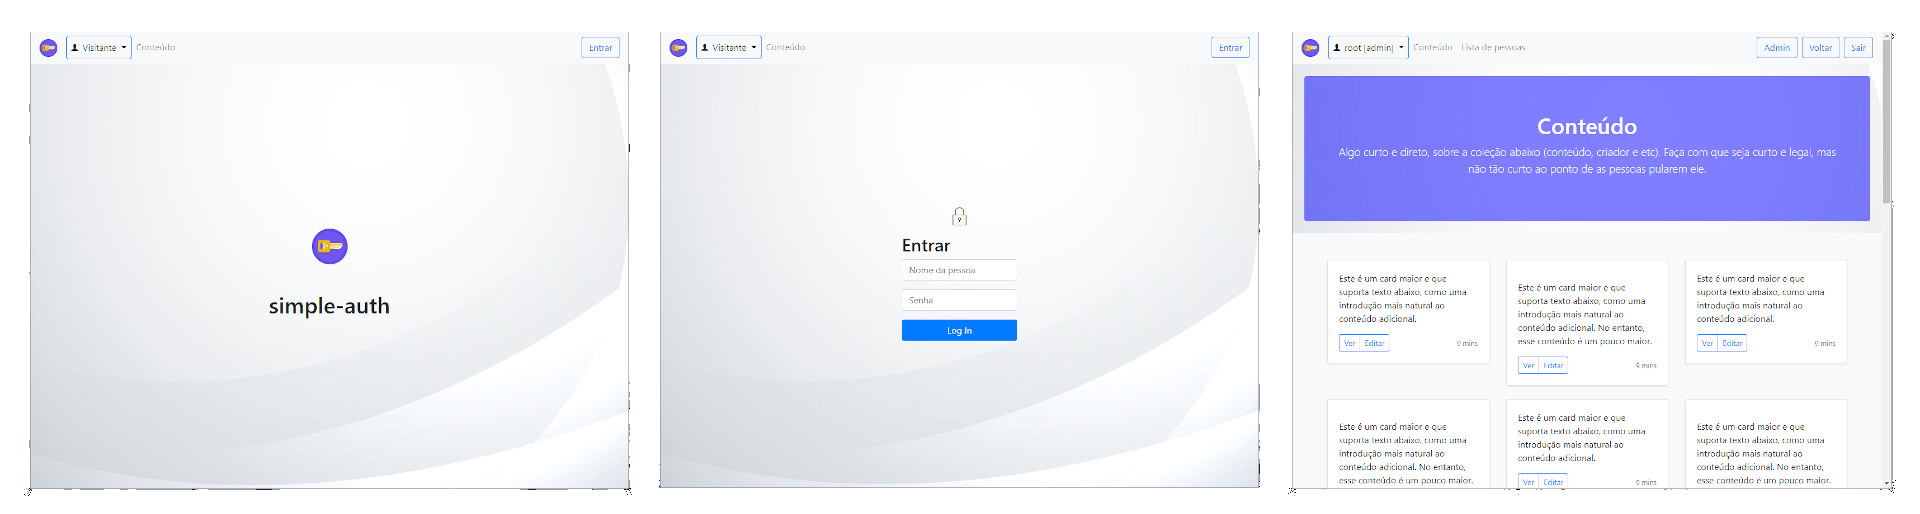 Visitante Conteúdo Entrar
simple-auth
Visitante Conteúdo Entrar
Entrar
Nome da pessoa
Senha
Log In
root [admin] Conteúdo Lista de pessoas Admin Voltar Sair
Conteúdo
Algo curto e direto, sobre a coleção abaixo (conteúdo, criador e etc). Faça com que seja curto e legal, mas
não tão curto ao ponto de as pessoas pularem ele.
Este é um card maior e que
suporta texto abaixo, como uma
introdução mais natural ao
conteúdo adicional.
Ver Editar 9 mins
Este é um card maior e que
suporta texto abaixo, como uma
introdução mais natural ao
conteúdo adicional. No entanto,
esse conteúdo é um pouco maior.
Ver Editar 9 mins
Este é um card maior e que
suporta texto abaixo, como uma
introdução mais natural ao
conteúdo adicional.
Ver Editar 9 mins
Este é um card maior e que
suporta texto abaixo, como uma
introdução mais natural ao
conteúdo adicional. No entanto,
esse conteúdo é um pouco maior.
Este é um card maior e que
suporta texto abaixo, como uma
introdução mais natural ao
conteúdo adicional.
Ver Editar 9 mins
Este é um card maior e que
suporta texto abaixo, como uma
introdução mais natural ao
conteúdo adicional. No entanto,
esse conteúdo é um pouco maior.